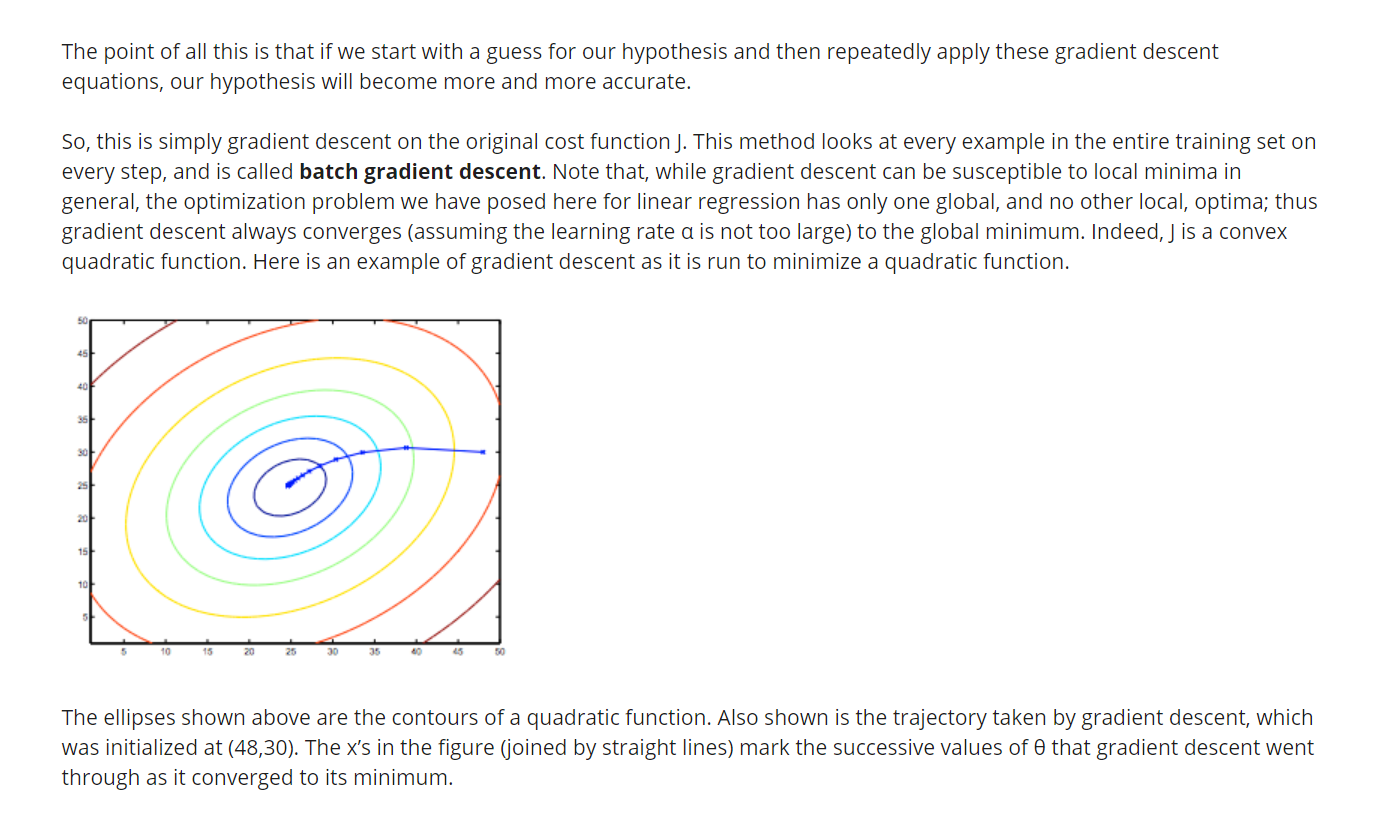 The point of all this is that if we start with a guess for our hypothesis and then repeatedly apply these gradient descent
equations, our hypothesis will become more and more accurate.
So, this is simply gradient descent on the original cost function J. This method looks at every example in the entire training set on
every step, and is called batch gradient descent. Note that, while gradient descent can be susceptible to local minima in
general, the optimization problem we have posed here for linear regression has only one global, and no other local, optima; thus
gradient descent always converges (assuming the learning rate α is not too large) to the global minimum. Indeed, J is a convex
quadratic function. Here is an example of gradient descent as it is run to minimize a quadratic function.
50
45
40
35
30
25
20
15
10
5
5 10 15 20 25 30 35 40 45 50
The ellipses shown above are the contours of a quadratic function. Also shown is the trajectory taken by gradient descent, which
was initialized at (48,30). The x’s in the figure (joined by straight lines) mark the successive values of θ that gradient descent went
through as it converged to its minimum.